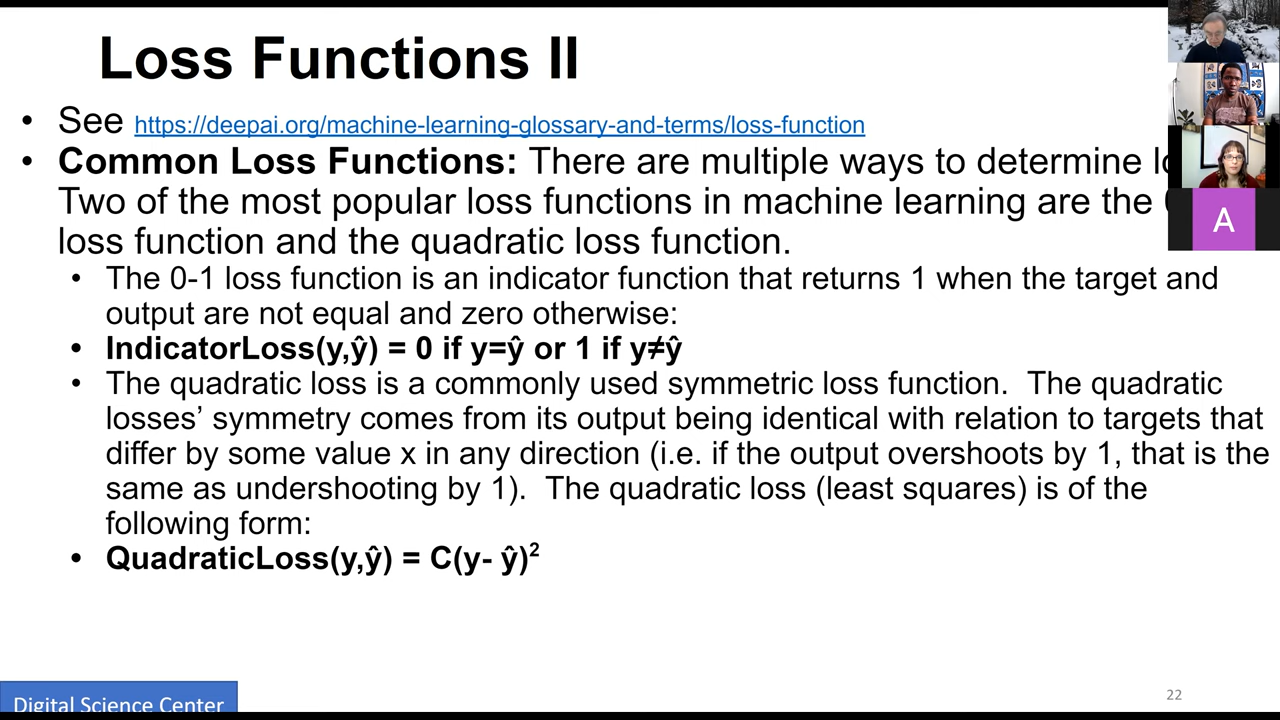 Loss Functions II
• See https://deepai.org/machine-learning-glossary-and-terms/loss-function
• Common Loss Functions: There are multiple ways to determine
Two of the most popular loss functions in machine learning are the
loss function and the quadratic loss function.
• The 0-1 loss function is an indicator function that returns 1 when the target and
output are not equal and zero otherwise:
• IndicatorLoss(y,ŷ) = 0 if y=ŷ or 1 if y≠ŷ
• The quadratic loss is a commonly used symmetric loss function.  The quadratic
losses’ symmetry comes from its output being identical with relation to targets that
differ by some value x in any direction (i.e. if the output overshoots by 1, that is the
same as undershooting by 1).  The quadratic loss (least squares) is of the
following form:
• QuadraticLoss(y,ŷ) = C(y- ŷ)²
A
Digital Science Center
22